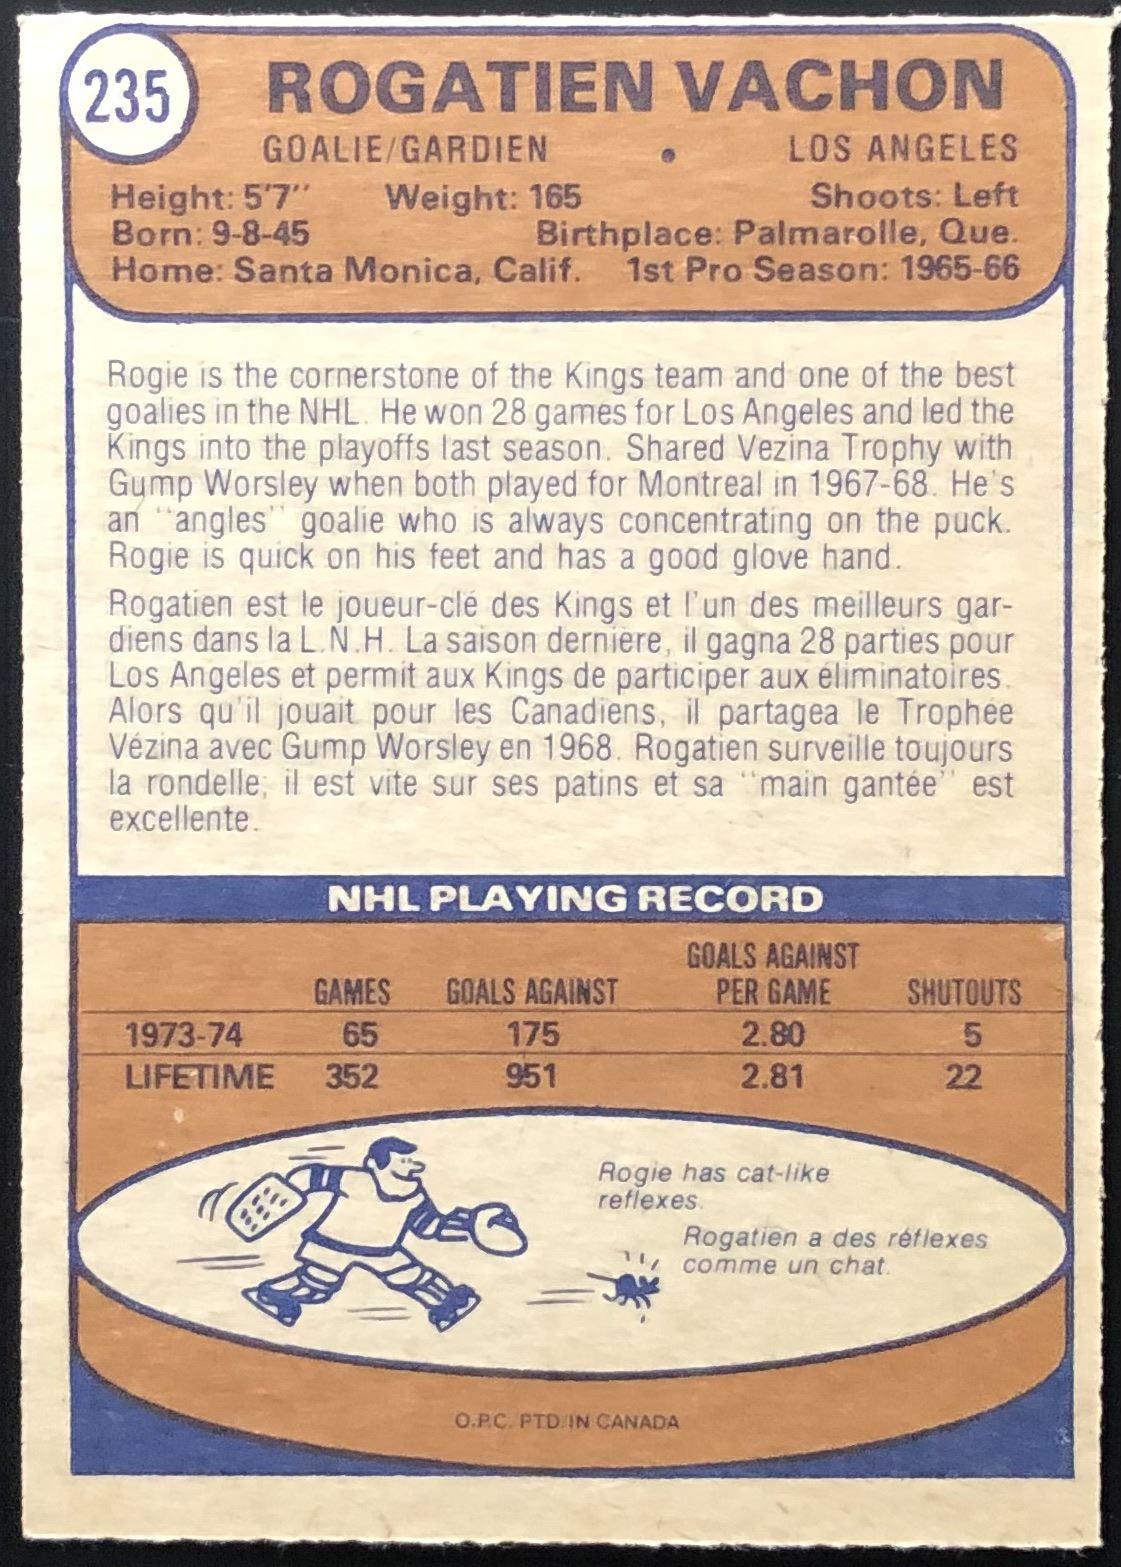 235
ROGATIEN VACHON
GOALIE/GARDIEN • LOS ANGELES
Height: 5'7" Weight: 165 Shoots: Left
Born: 9-8-45 Birthplace: Palmarolle, Que.
Home: Santa Monica, Calif. 1st Pro Season: 1965-66
Rogie is the cornerstone of the Kings team and one of the best
goalies in the NHL. He won 28 games for Los Angeles and led the
Kings into the playoffs last season. Shared Vezina Trophy with
Gump Worsley when both played for Montreal in 1967-68. He's
an "angles" goalie who is always concentrating on the puck.
Rogie is quick on his feet and has a good glove hand.
Rogatien est le joueur-clé des Kings et l'un des meilleurs gar-
diens dans la L.N.H. La saison dernière, il gagna 28 parties pour
Los Angeles et permit aux Kings de participer aux éliminatoires.
Alors qu'il jouait pour les Canadiens, il partagea le Trophée
Vézina avec Gump Worsley en 1968. Rogatien surveille toujours
la rondelle; il est vite sur ses patins et sa "main gantée" est
excellente.
NHL PLAYING RECORD
GAMES GOALS AGAINST GOALS AGAINST PER GAME SHUTOUTS
1973-74 65 175 2.80 5
LIFETIME 352 951 2.81 22
Rogie has cat-like
reflexes.
Rogatien a des réflexes
comme un chat.
O.P.C. PTD. IN CANADA